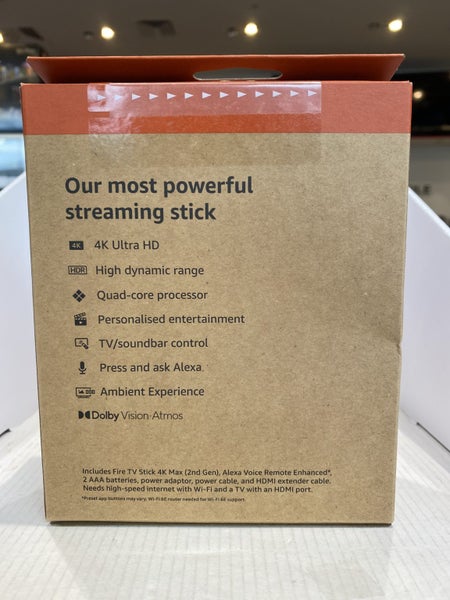 Our most powerful
streaming stick
4K 4K Ultra HD
HDR High dynamic range
Quad-core processor
Personalised entertainment
TV/soundbar control
Press and ask Alexa
Ambient Experience
Dolby Vision·Atmos
Includes Fire TV Stick 4K Max (2nd Gen), Alexa Voice Remote Enhanced*,
2 AAA batteries, power adaptor, power cable, and HDMI extender cable.
Needs high-speed internet with Wi-Fi and a TV with an HDMI port.
*Preset app buttons may vary. Wi-Fi 6E router needed for Wi-Fi 6E support.